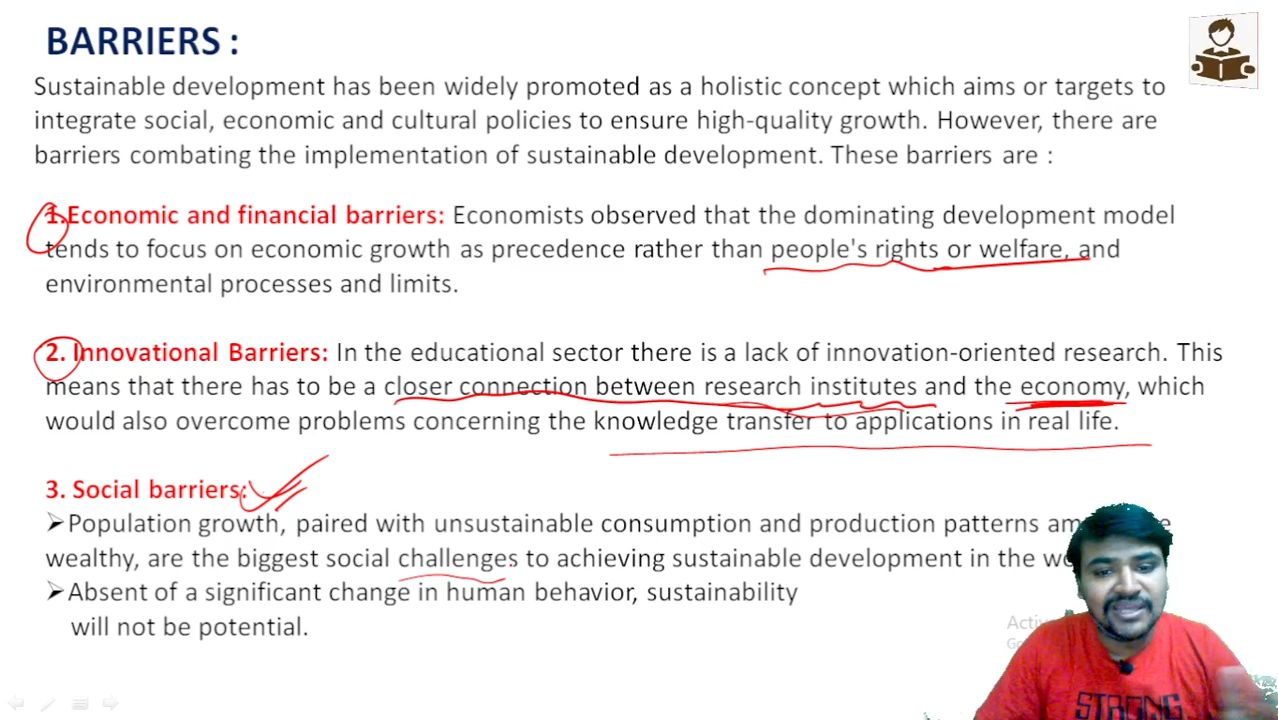 BARRIERS :
Sustainable development has been widely promoted as a holistic concept which aims or targets to
integrate social, economic and cultural policies to ensure high-quality growth. However, there are
barriers combating the implementation of sustainable development. These barriers are :
1.Economic and financial barriers: Economists observed that the dominating development model
tends to focus on economic growth as precedence rather than people's rights or welfare, and
environmental processes and limits.
2. Innovational Barriers: In the educational sector there is a lack of innovation-oriented research. This
means that there has to be a closer connection between research institutes and the economy, which
would also overcome problems concerning the knowledge transfer to applications in real life.
3. Social barriers:
➢Population growth, paired with unsustainable consumption and production patterns
wealthy, are the biggest social challenges to achieving sustainable development in the
➢Absent of a significant change in human behavior, sustainability
will not be potential.
STRONG